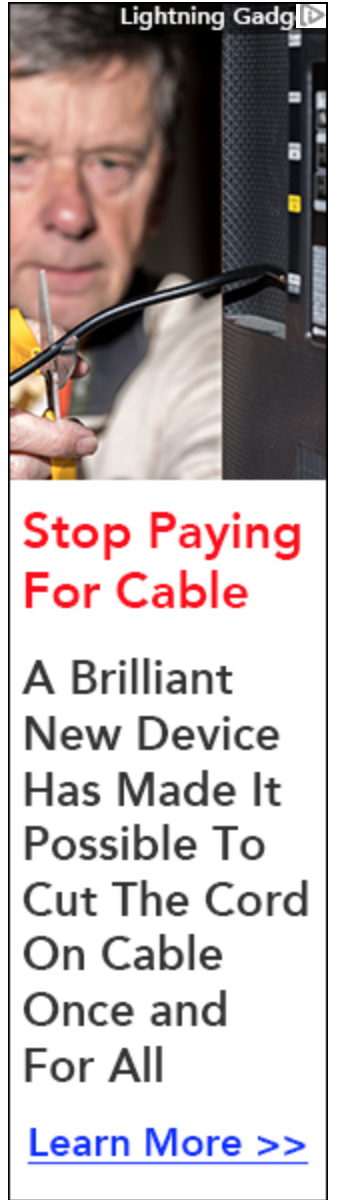 Lightning Gadg
Stop Paying
For Cable
A Brilliant
New Device
Has Made It
Possible To
Cut The Cord
On Cable
Once and
For All
Learn More >>